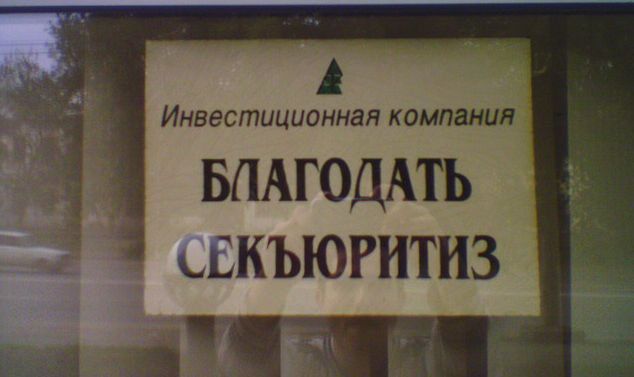 Инвестиционная компания
БЛАГОДАТЬ
СЕКЪЮРИТИЗ